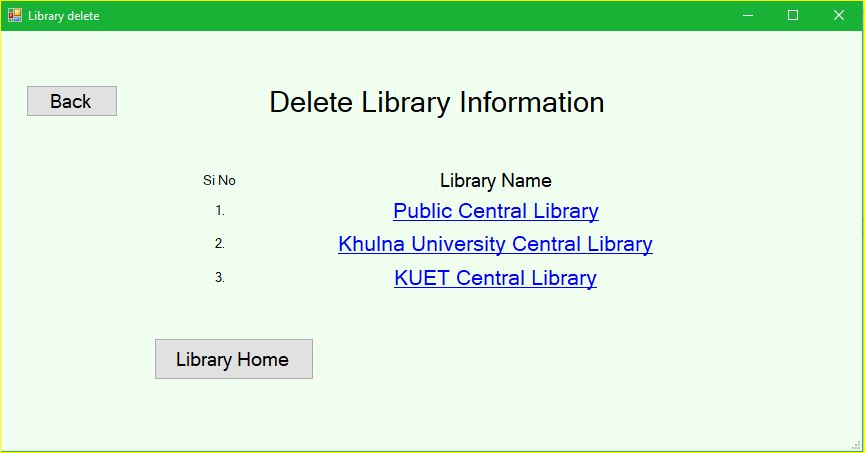 Library delete
Back
Delete Library Information
Si No Library Name
1. Public Central Library
2. Khulna University Central Library
3. KUET Central Library
Library Home